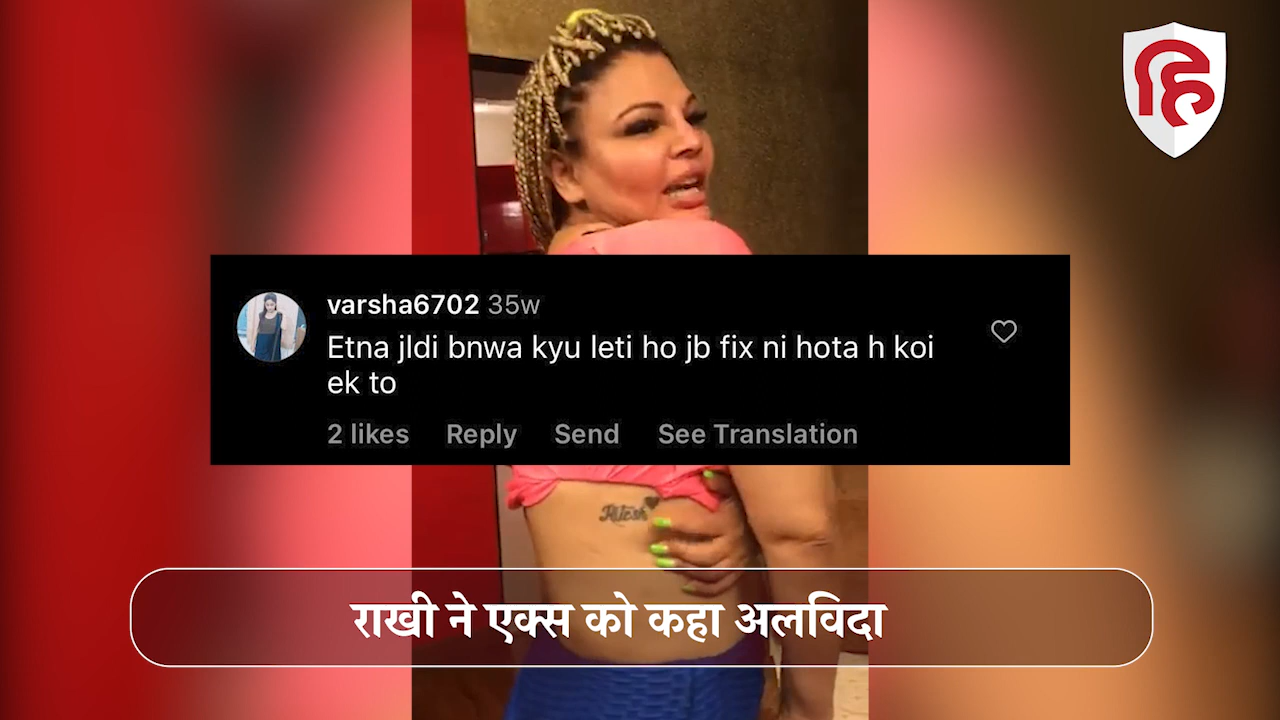 हि
varsha6702 35w
Etna jldi bnwa kyu leti ho jb fix ni hota h koi
ek to
2 likes Reply Send See Translation
Ritesh
राखी ने एक्स को कहा अलविदा